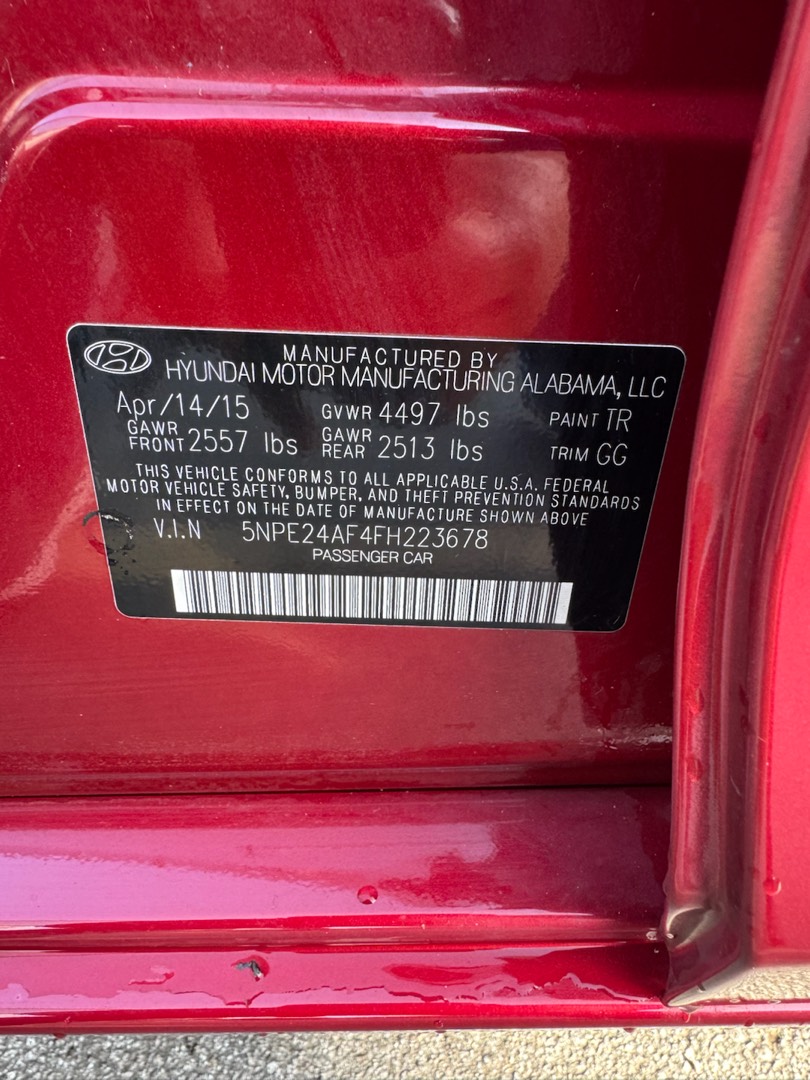 MANUFACTURED BY
HYUNDAI MOTOR MANUFACTURING ALABAMA, LLC
Apr/14/15 GVWR 4497 lbs PAINT TR
GAWR FRONT 2557 lbs GAWR REAR 2513 lbs TRIM GG
THIS VEHICLE CONFORMS TO ALL APPLICABLE U.S.A. FEDERAL
MOTOR VEHICLE SAFETY, BUMPER, AND THEFT PREVENTION STANDARDS
IN EFFECT ON THE DATE OF MANUFACTURE SHOWN ABOVE
V.I.N 5NPE24AF4FH223678
PASSENGER CAR